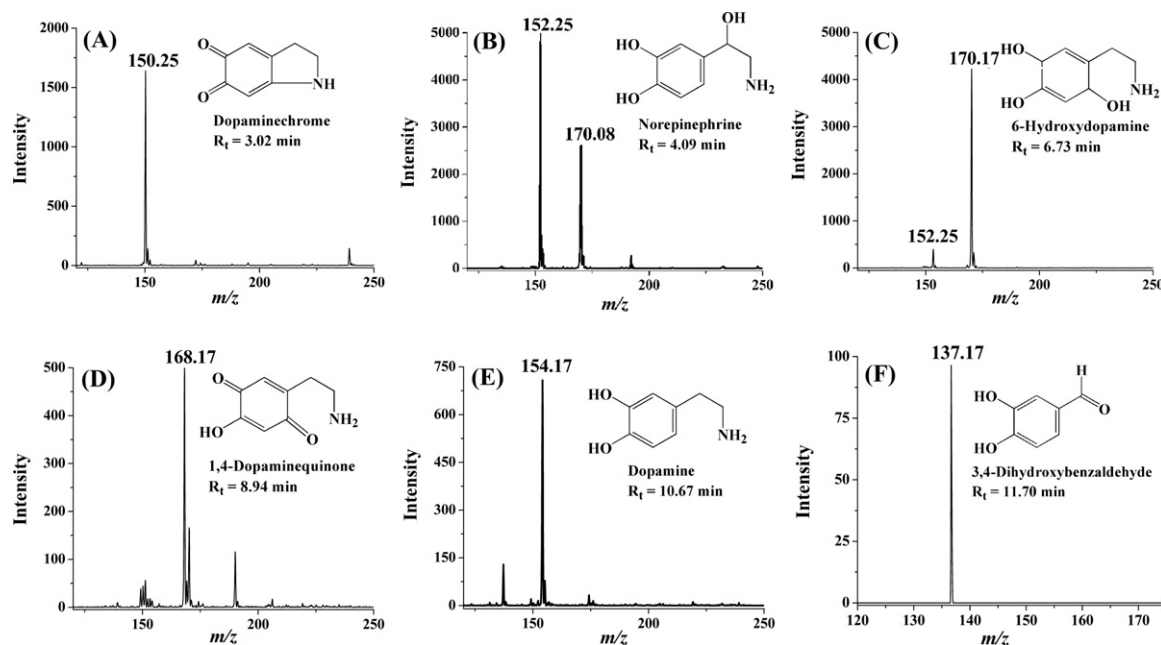 (A)
2000
1500
1000
500
0
Intensity
150.25
O
O
NH
Dopaminechrome
Rt = 3.02 min
150
200
250
m/z
(B)
5000
4000
3000
2000
1000
0
Intensity
152.25
170.08
OH
HO
HO
NH2
Norepinephrine
Rt = 4.09 min
150
200
250
m/z
(C)
5000
4000
3000
2000
1000
0
Intensity
170.17
152.25
HO
HO
OH
NH2
6-Hydroxydopamine
Rt = 6.73 min
150
200
250
m/z
(D)
500
400
300
200
100
0
Intensity
168.17
O
HO
O
NH2
1,4-Dopaminequinone
Rt = 8.94 min
150
200
250
m/z
(E)
750
600
450
300
150
0
Intensity
154.17
HO
HO
NH2
Dopamine
Rt = 10.67 min
150
200
250
m/z
(F)
100
75
50
25
0
Intensity
137.17
H
HO
O
HO
3,4-Dihydroxybenzaldehyde
Rt = 11.70 min
120
130
140
150
160
170
m/z